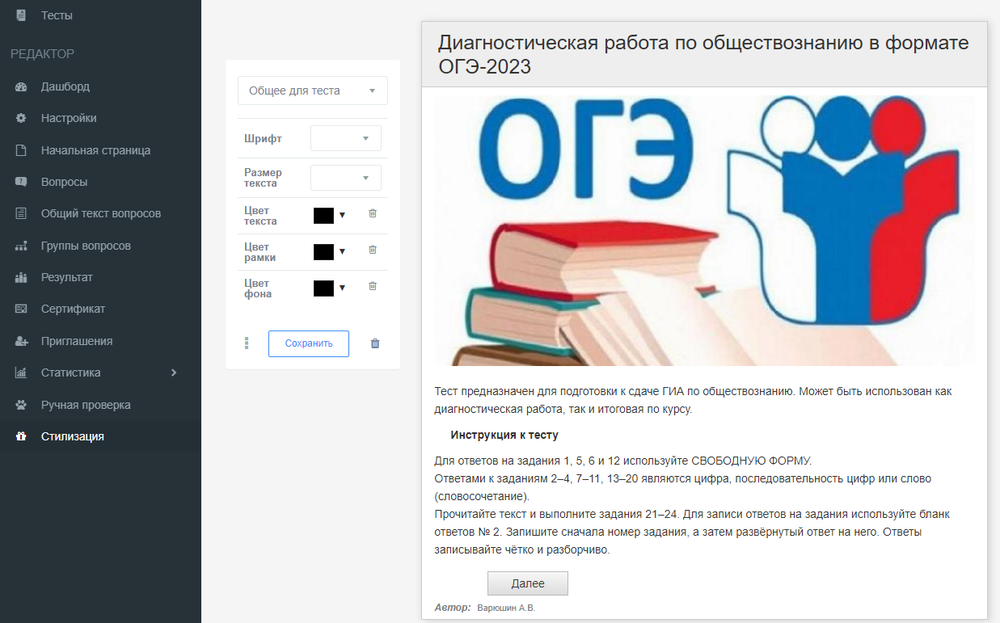 Тесты
РЕДАКТОР
Дашборд
Настройки
Начальная страница
Вопросы
Общий текст вопросов
Группы вопросов
Результат
Сертификат
Приглашения
Статистика
Ручная проверка
Стилизация
Общее для теста
Шрифт
Размер
текста
Цвет
текста
Цвет
рамки
Цвет
фона
Сохранить
Диагностическая работа по обществознанию в формате
ОГЭ-2023
ОГЭ
Тест предназначен для подготовки к сдаче ГИА по обществознанию. Может быть использован как
диагностическая работа, так и итоговая по курсу.
Инструкция к тесту
Для ответов на задания 1, 5, 6 и 12 используйте СВОБОДНУЮ ФОРМУ.
Ответами к заданиям 2–4, 7–11, 13–20 являются цифра, последовательность цифр или слово
(словосочетание).
Прочитайте текст и выполните задания 21–24. Для записи ответов на задания используйте бланк
ответов № 2. Запишите сначала номер задания, а затем развёрнутый ответ на него. Ответы
записывайте чётко и разборчиво.
Далее
Автор: Варюшин А.В.